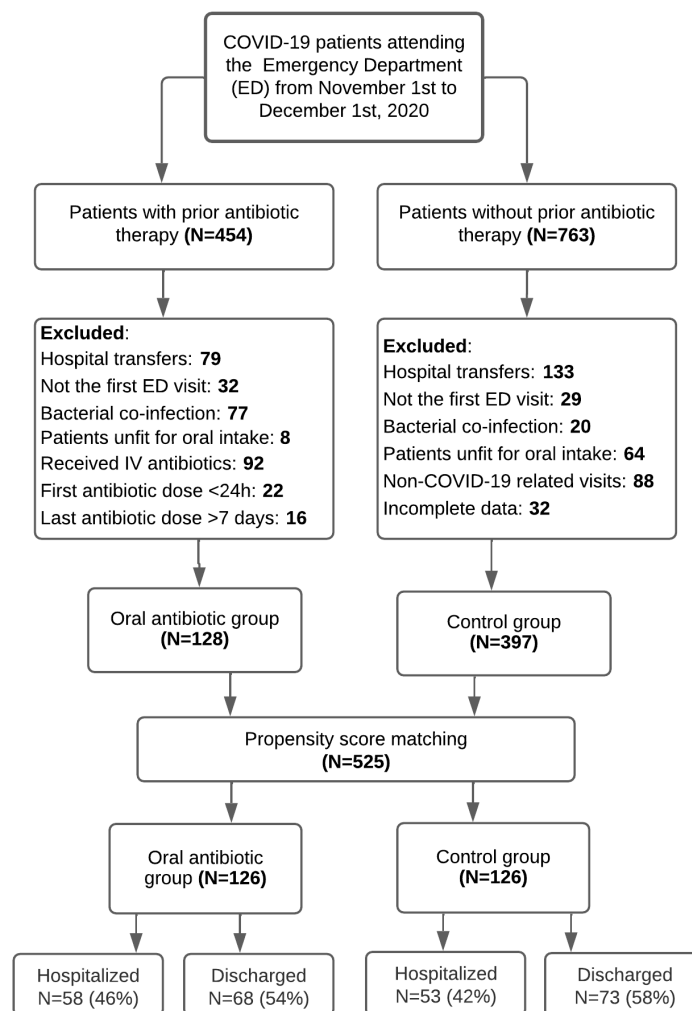 COVID-19 patients attending
the Emergency Department
(ED) from November 1st to
December 1st, 2020
Patients with prior antibiotic
therapy (N=454)
Patients without prior antibiotic
therapy (N=763)
Excluded:
Hospital transfers: 79
Not the first ED visit: 32
Bacterial co-infection: 77
Patients unfit for oral intake: 8
Received IV antibiotics: 92
First antibiotic dose <24h: 22
Last antibiotic dose >7 days: 16
Excluded:
Hospital transfers: 133
Not the first ED visit: 29
Bacterial co-infection: 20
Patients unfit for oral intake: 64
Non-COVID-19 related visits: 88
Incomplete data: 32
Oral antibiotic group
(N=128)
Control group
(N=397)
Propensity score matching
(N=525)
Oral antibiotic
group (N=126)
Control group
(N=126)
Hospitalized
N=58 (46%)
Discharged
N=68 (54%)
Hospitalized
N=53 (42%)
Discharged
N=73 (58%)